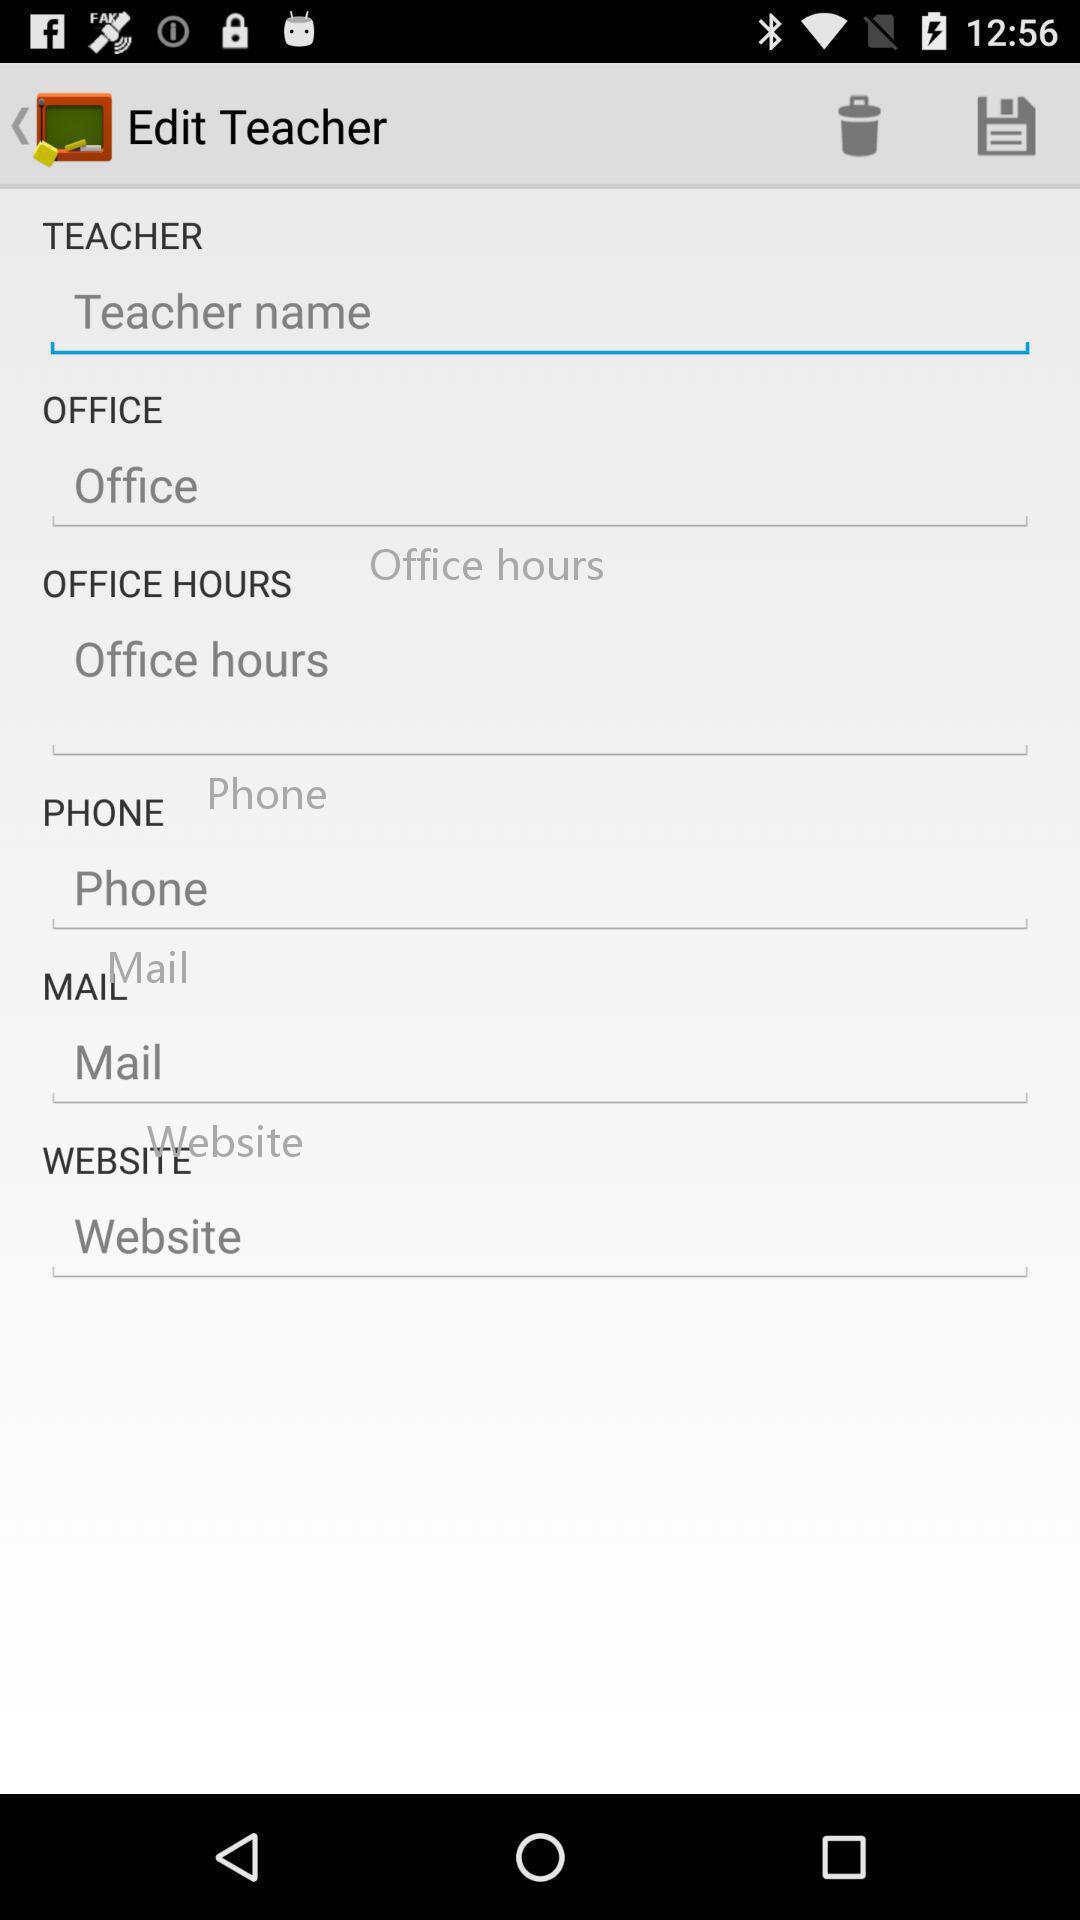 FAK
12:56
Edit Teacher
TEACHER
Teacher name
OFFICE
Office
Office hours
OFFICE HOURS
Office hours
Phone
PHONE
Phone
Mail
MAIL
Mail
Website
WEBSITE
Website